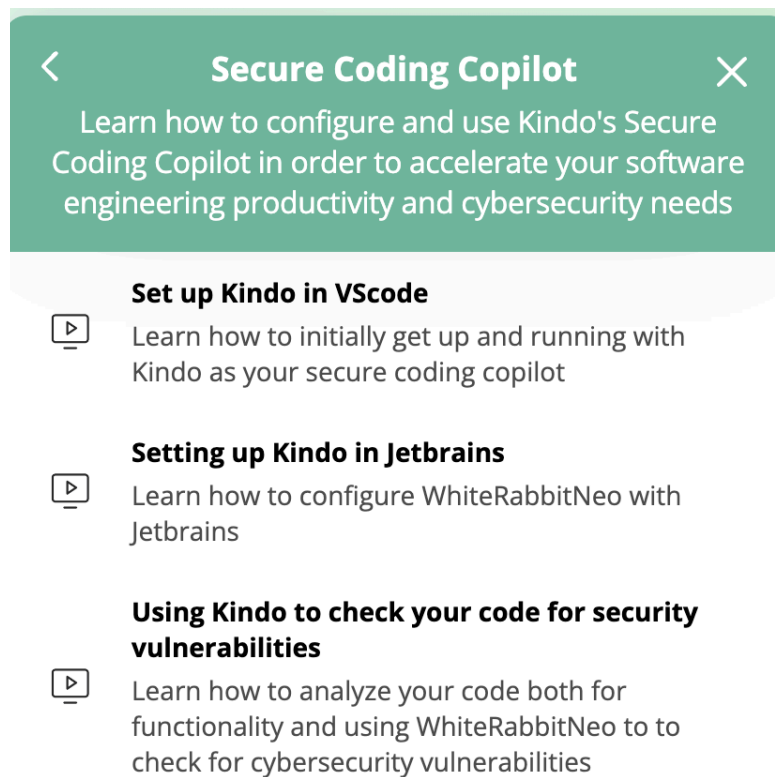 Secure Coding Copilot
Learn how to configure and use Kindo's Secure
Coding Copilot in order to accelerate your software
engineering productivity and cybersecurity needs
Set up Kindo in VScode
Learn how to initially get up and running with
Kindo as your secure coding copilot
Setting up Kindo in Jetbrains
Learn how to configure WhiteRabbitNeo with
Jetbrains
Using Kindo to check your code for security
vulnerabilities
Learn how to analyze your code both for
functionality and using WhiteRabbitNeo to to
check for cybersecurity vulnerabilities